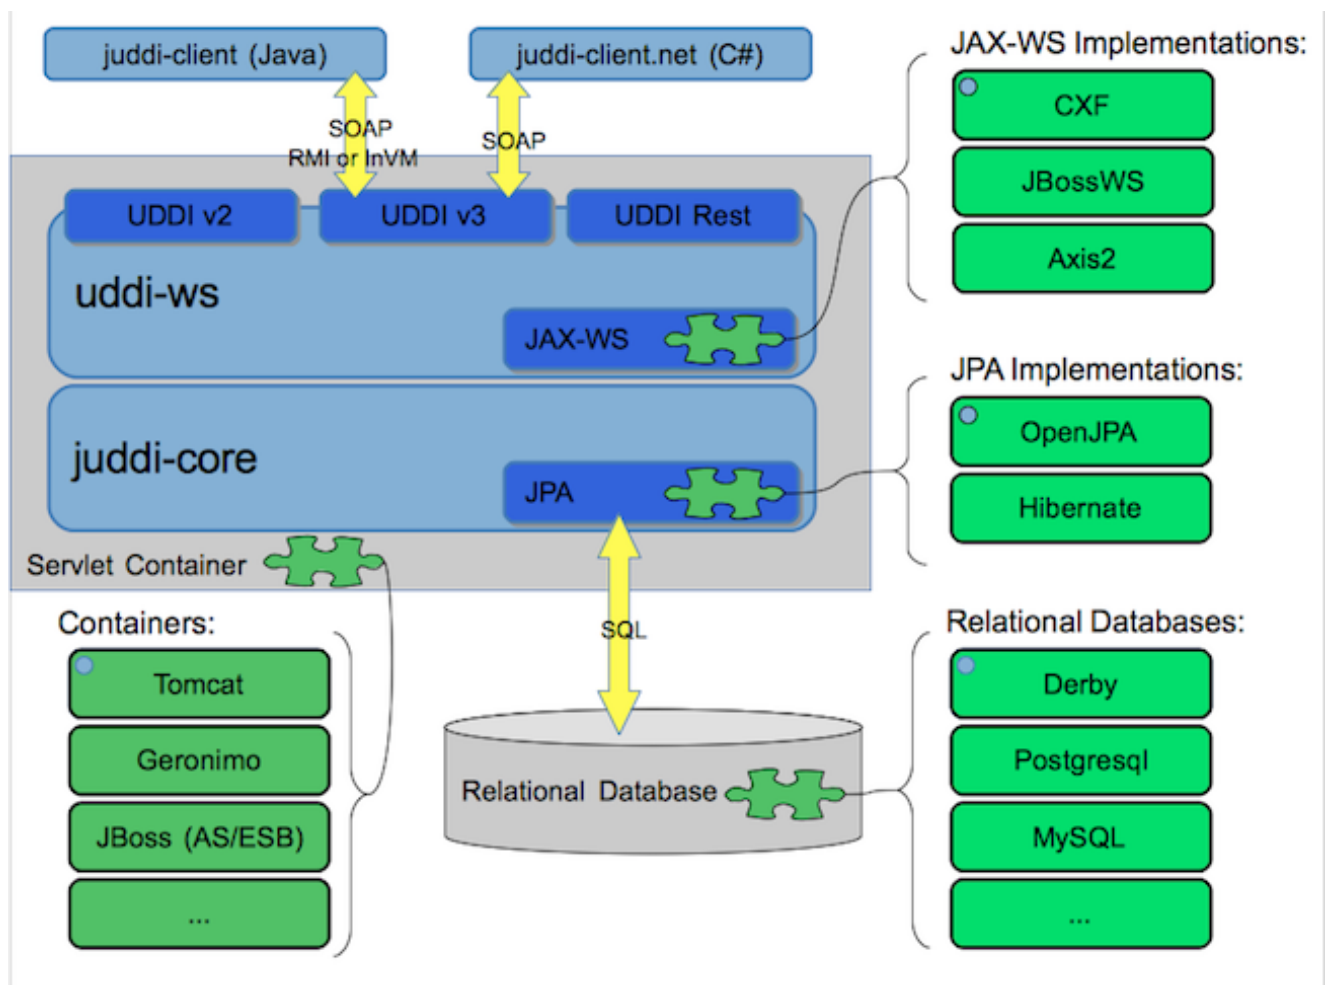 juddi-client (Java)
juddi-client.net (C#)
SOAP
RMI or InVM
SOAP
UDDI v2
UDDI v3
UDDI Rest
uddi-ws
JAX-WS
juddi-core
JPA
Servlet Container
SQL
Containers:
Tomcat
Geronimo
JBoss (AS/ESB)
...
Relational Database
JAX-WS Implementations:
CXF
JBossWS
Axis2
JPA Implementations:
OpenJPA
Hibernate
Relational Databases:
Derby
Postgresql
MySQL
...